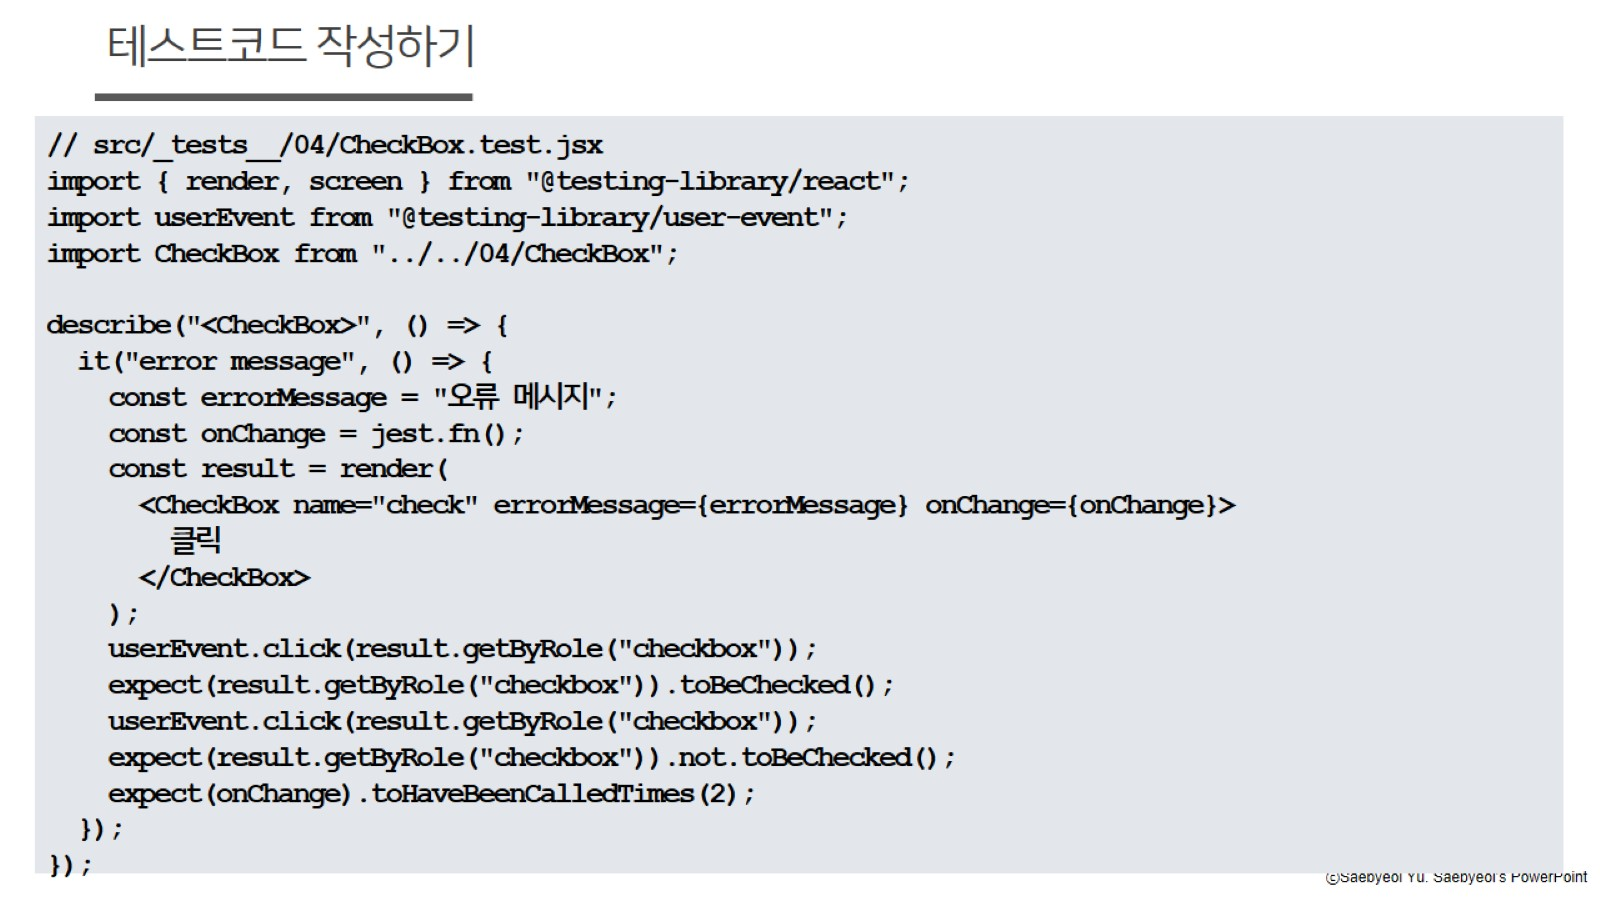 테스트코드 작성하기
// src/_tests__/04/CheckBox.test.jsx
import { render, screen } from "@testing-library/react";
import userEvent from "@testing-library/user-event";
import CheckBox from "../../04/CheckBox";
describe("<CheckBox>", () => {
it("error message", () => {
const errorMessage = "오류 메시지";
const onChange = jest.fn();
const result = render(
<CheckBox name="check" errorMessage={errorMessage} onChange={onChange}>
클릭
</CheckBox>
);
userEvent.click(result.getByRole("checkbox"));
expect(result.getByRole("checkbox")).toBeChecked();
userEvent.click(result.getByRole("checkbox"));
expect(result.getByRole("checkbox")).not.toBeChecked();
expect(onChange).toHaveBeenCalledTimes(2);
});
});
ⓒSaebyeol Yu. Saebyeol's PowerPoint